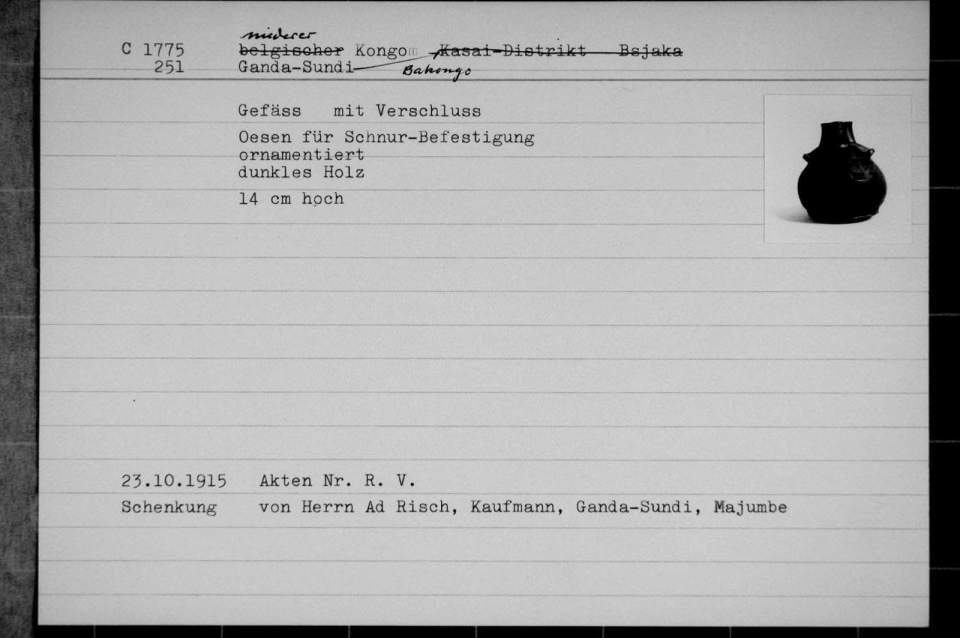 niederer
C 1775 belgischer Kongo Kasai-Distrikt Bsjaka
251 Ganda-Sundi Bakongo
Gefäss mit Verschluss
Oesen für Schnur-Befestigung
ornamentiert
dunkles Holz
14 cm hoch
23.10.1915 Akten Nr. R. V.
Schenkung von Herrn Ad Risch, Kaufmann, Ganda-Sundi, Majumbe